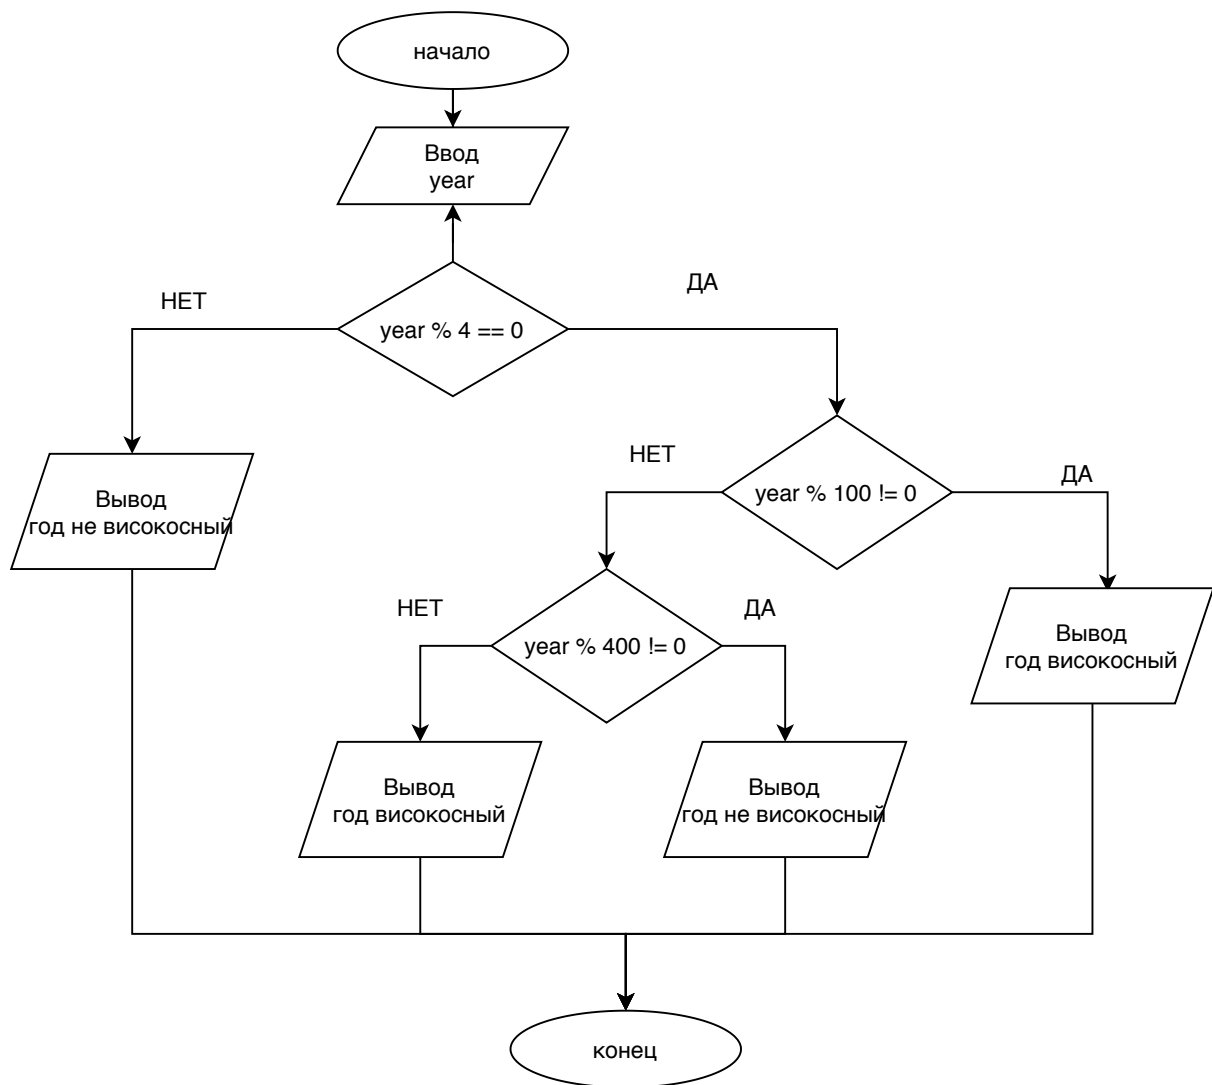 начало
Ввод
year
НЕТ
ДА
year % 4 == 0
НЕТ
ДА
Вывод
год не високосный
year % 100 != 0
НЕТ
ДА
year % 400 != 0
Вывод
год високосный
Вывод
год високосный
Вывод
год не високосный
конец